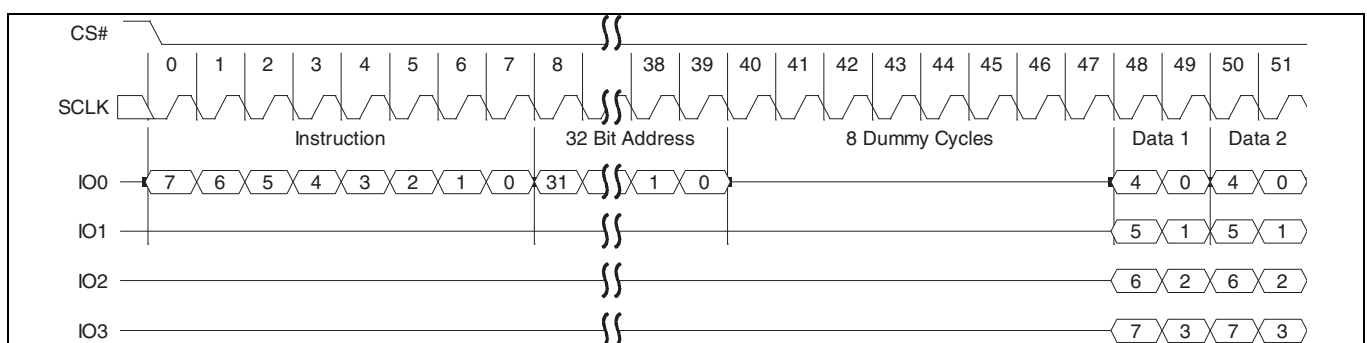 CS#
0 1 2 3 4 5 6 7 8 38 39 40 41 42 43 44 45 46 47 48 49 50 51
SCLK
Instruction 32 Bit Address 8 Dummy Cycles Data 1 Data 2
IO0 7 6 5 4 3 2 1 0 31 1 0 4 0 4 0
IO1 5 1 5 1
IO2 6 2 6 2
IO3 7 3 7 3